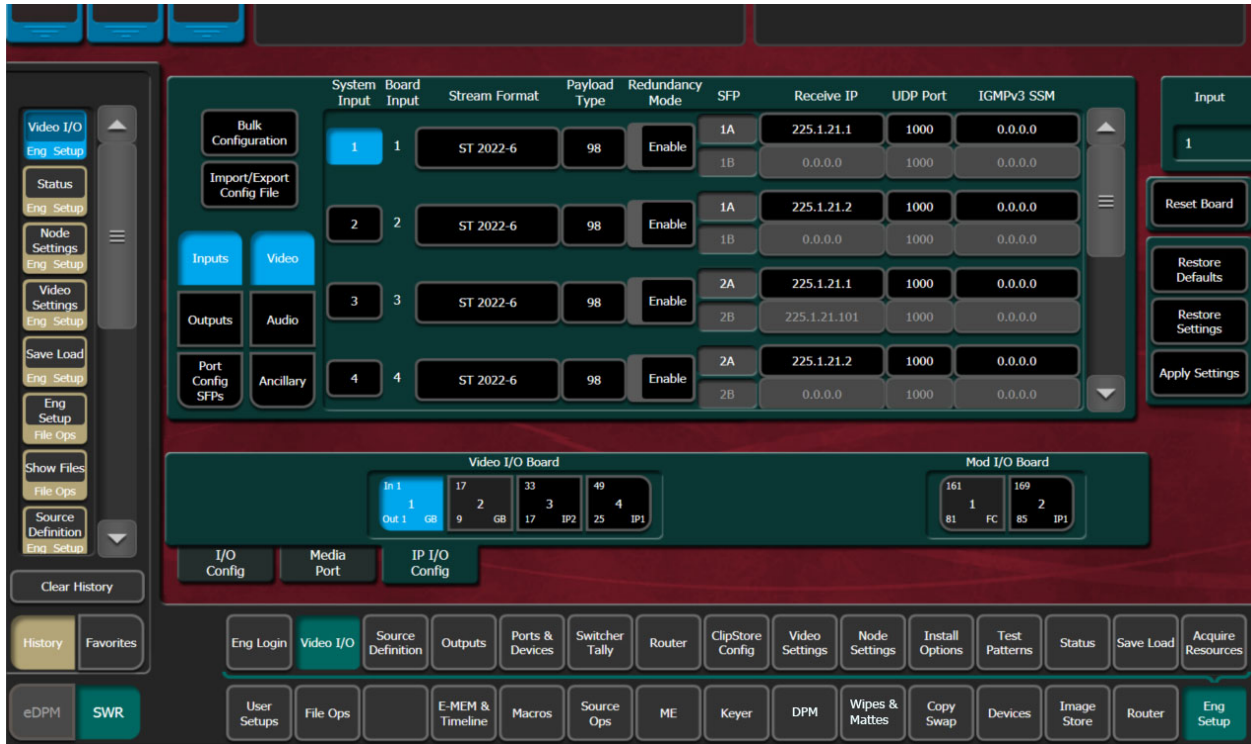 Video I/O
Eng Setup
Status
Eng Setup
Node
Settings
Eng Setup
Video
Settings
Eng Setup
Save Load
Eng Setup
Eng
Setup
File Ops
Show Files
File Ops
Source
Definition
Eng Setup
Clear History
History Favorites
eDPM SWR
Bulk
Configuration
Import/Export
Config File
Inputs Video
Outputs Audio
Port
Config
SFPs
Ancillary
System Board Payload Redundancy
Input Input Stream Format Type Mode SFP Receive IP UDP Port IGMPv3 SSM
1 1 ST 2022-6 98 Enable
1A 225.1.21.1 1000 0.0.0.0
1B 0.0.0.0 1000 0.0.0.0
2 2 ST 2022-6 98 Enable
1A 225.1.21.2 1000 0.0.0.0
1B 0.0.0.0 1000 0.0.0.0
3 3 ST 2022-6 98 Enable
2A 225.1.21.1 1000 0.0.0.0
2B 225.1.21.101 1000 0.0.0.0
4 4 ST 2022-6 98 Enable
2A 225.1.21.2 1000 0.0.0.0
2B 0.0.0.0 1000 0.0.0.0
Input
1
Reset Board
Restore
Defaults
Restore
Settings
Apply Settings
Video I/O Board
In 1 17 33 49
1 2 3 4
Out 1 GB 9 GB 17 IP2 25 IP1
Mod I/O Board
161 169
1 2
81 FC 85 IP1
I/O
Config
Media
Port
IP I/O
Config
Eng Login
Video I/O
Source
Definition
Outputs
Ports &
Devices
Switcher
Tally
Router
ClipStore
Config
Video
Settings
Node
Settings
Install
Options
Test
Patterns
Status
Save Load
Acquire
Resources
User
Setups
File Ops
E-MEM &
Timeline
Macros
Source
Ops
ME
Keyer
DPM
Wipes &
Mattes
Copy
Swap
Devices
Image
Store
Router
Eng
Setup